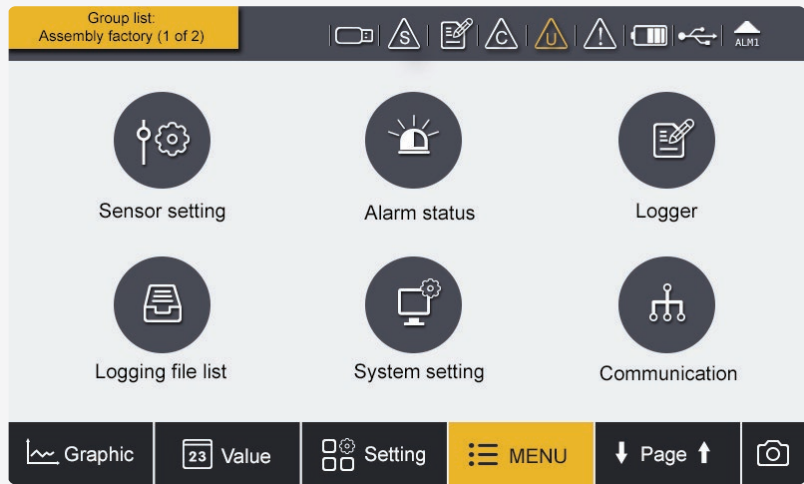 Group list:
Assembly factory (1 of 2)
S
C
U
ALM1
Sensor setting
Alarm status
Logger
Logging file list
System setting
Communication
Graphic
23 Value
Setting
MENU
Page